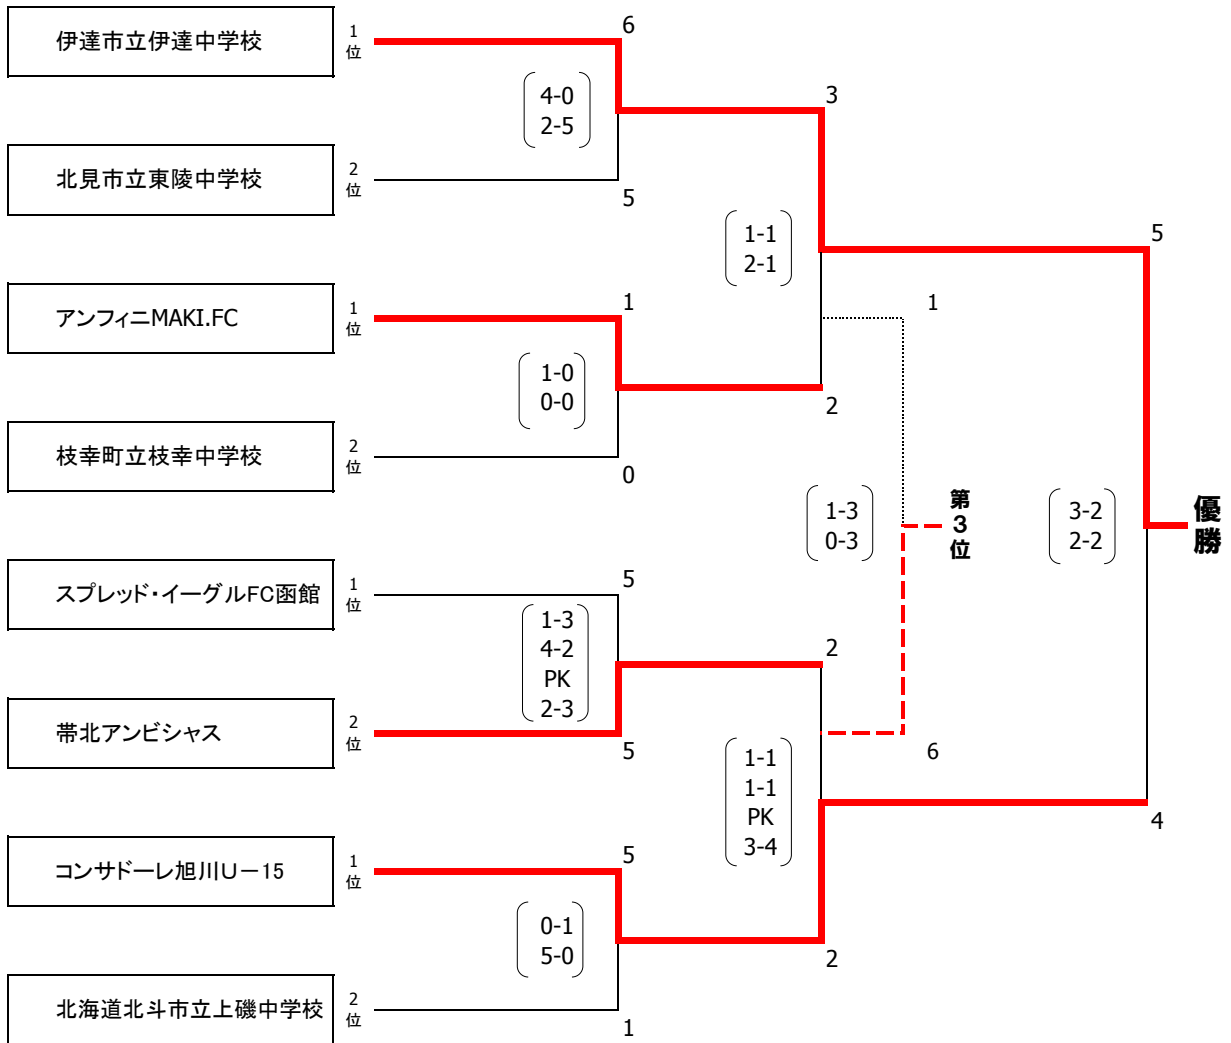 伊達市立伊達中学校
1位
6
4-0
2-5
3
北見市立東陵中学校
2位
5
1-1
2-1
5
アンフィニMAKI.FC
1位
1
1
1-0
0-0
2
枝幸町立枝幸中学校
2位
0
1-3
0-3
第3位
3-2
2-2
優勝
スプレッド・イーグルFC函館
1位
5
1-3
4-2
PK
2-3
2
帯北アンビシャス
2位
5
6
1-1
1-1
PK
3-4
4
コンサドーレ旭川U-15
1位
5
0-1
5-0
2
北海道北斗市立上磯中学校
2位
1